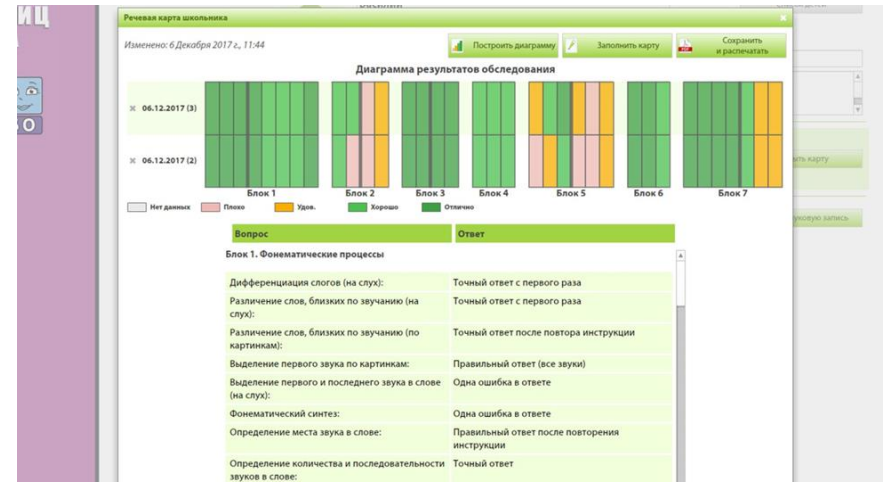 Речевая карта школьника
Изменено: 6 Декабря 2017 г., 11:44
Построить диаграмму
Заполнить карту
Сохранить
и распечатать
Диаграмма результатов обследования
06.12.2017 (3)
06.12.2017 (2)
Блок 1 Блок 2 Блок 3 Блок 4 Блок 5 Блок 6 Блок 7
Нет данных Плохо Удов. Хорошо Отлично
Вопрос Ответ
Блок 1. Фонематические процессы
Дифференциация слогов (на слух): Точный ответ с первого раза
Различение слов, близких по звучанию (на Точный ответ с первого раза
слух):
Различение слов, близких по звучанию (по Точный ответ после повтора инструкции
картинкам):
Выделение первого звука по картинкам: Правильный ответ (все звуки)
Выделение первого и последнего звука в слове Одна ошибка в ответе
(на слух):
Фонематический синтез: Одна ошибка в ответе
Определение места звука в слове: Правильный ответ после повторения
инструкции
Определение количества и последовательности Точный ответ
звуков в слове:
карту
запись